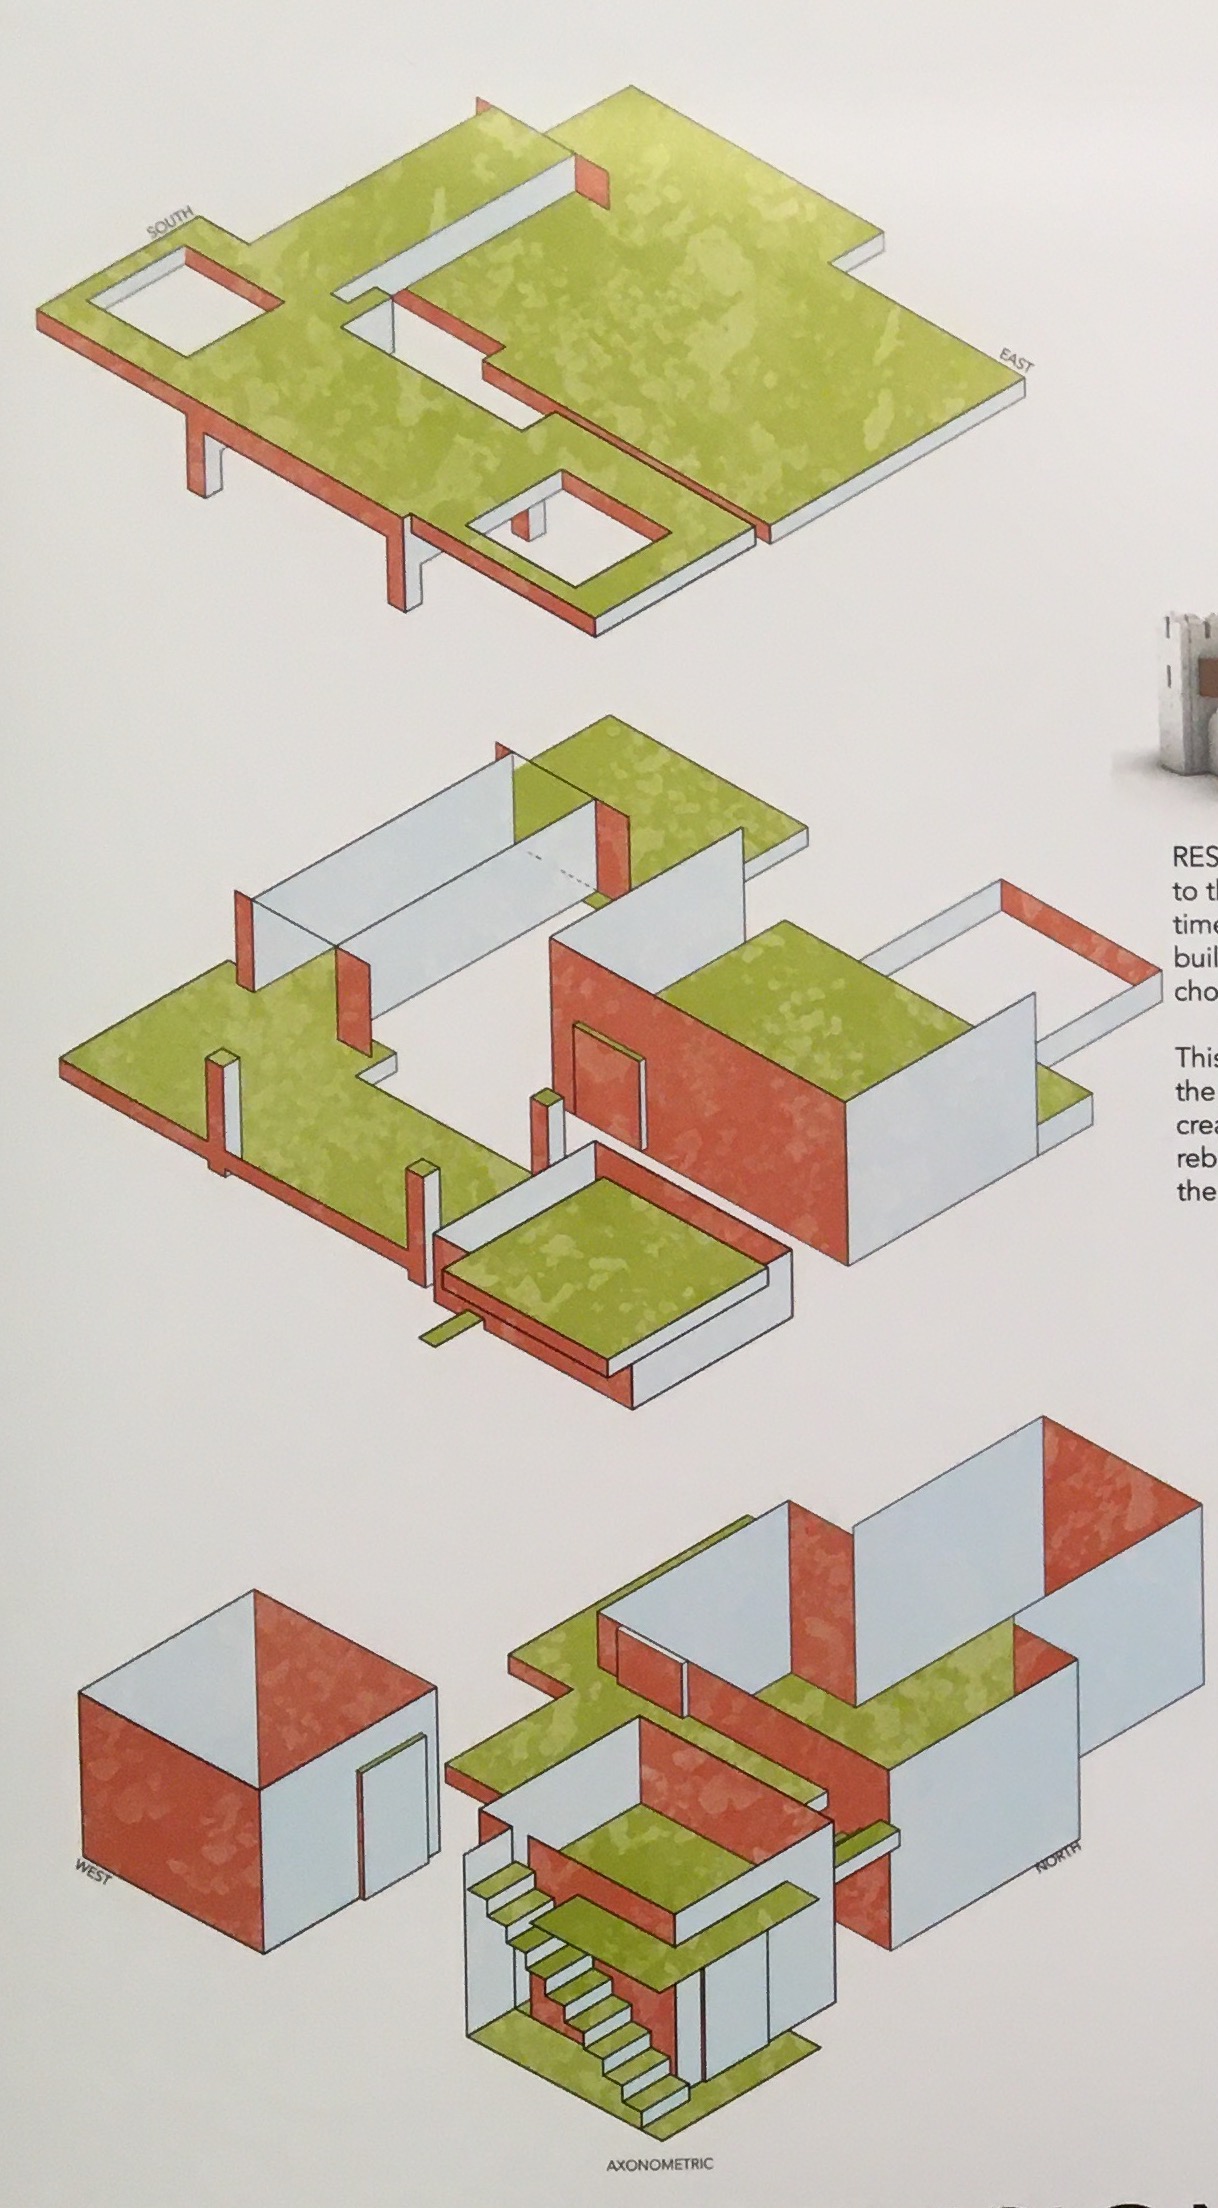 SOUTH
EAST
RES
to th
time
buil
cho
This
the
crea
reb
the
WEST
NORTH
AXONOMETRIC